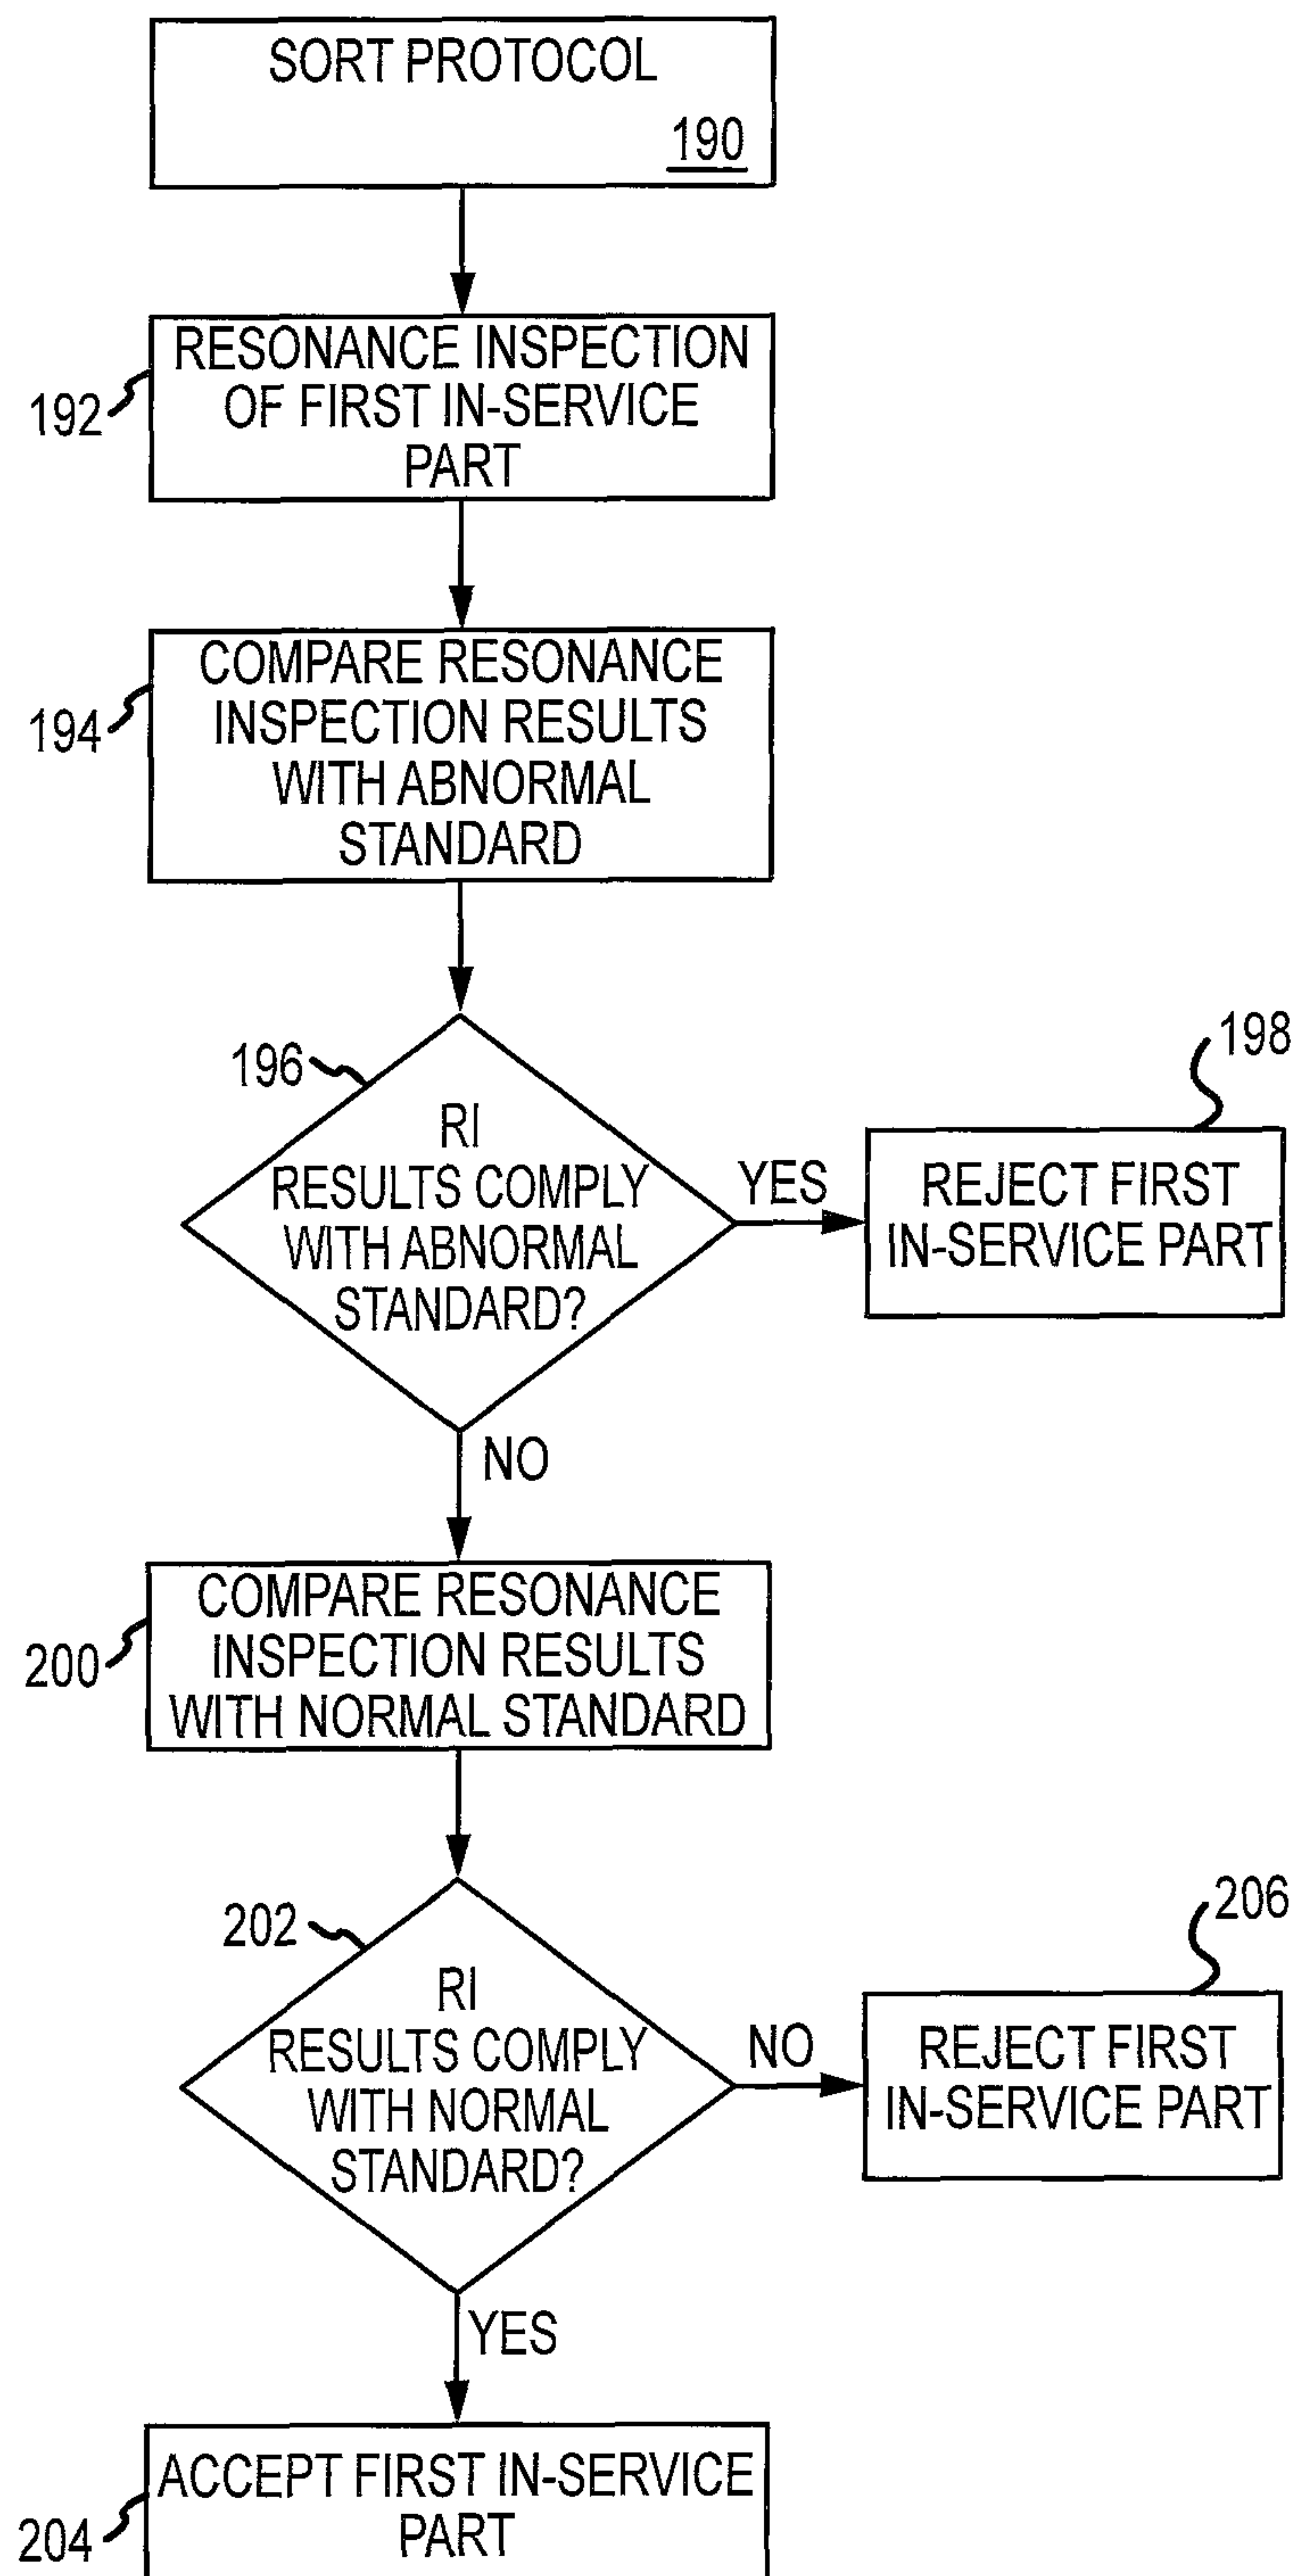 SORT PROTOCOL
190
RESONANCE INSPECTION
OF FIRST IN-SERVICE
PART
192
COMPARE RESONANCE
INSPECTION RESULTS
WITH ABNORMAL
STANDARD
194
196
RI
RESULTS COMPLY
WITH ABNORMAL
STANDARD?
YES
198
REJECT FIRST
IN-SERVICE PART
NO
COMPARE RESONANCE
INSPECTION RESULTS
WITH NORMAL STANDARD
200
202
RI
RESULTS COMPLY
WITH NORMAL
STANDARD?
NO
206
REJECT FIRST
IN-SERVICE PART
YES
ACCEPT FIRST IN-SERVICE
PART
204